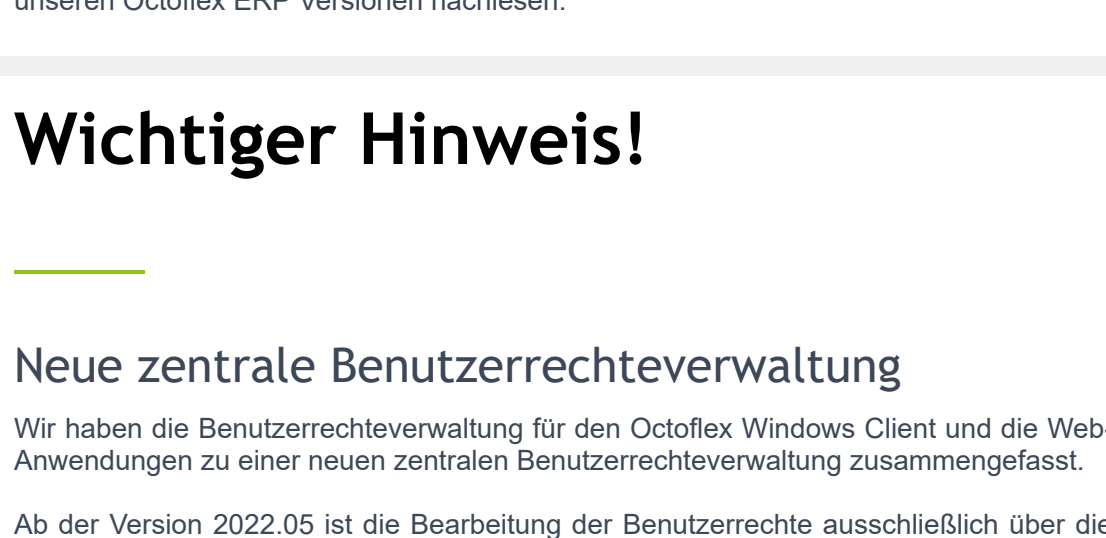 unseren Octoflex ERP Versionen nachlesen.
Wichtiger Hinweis!
Neue zentrale Benutzerrechteverwaltung
Wir haben die Benutzerrechteverwaltung für den Octoflex Windows Client und die Web-
Anwendungen zu einer neuen zentralen Benutzerrechteverwaltung zusammengefasst.
Ab der Version 2022.05 ist die Bearbeitung der Benutzerrechte ausschließlich über die